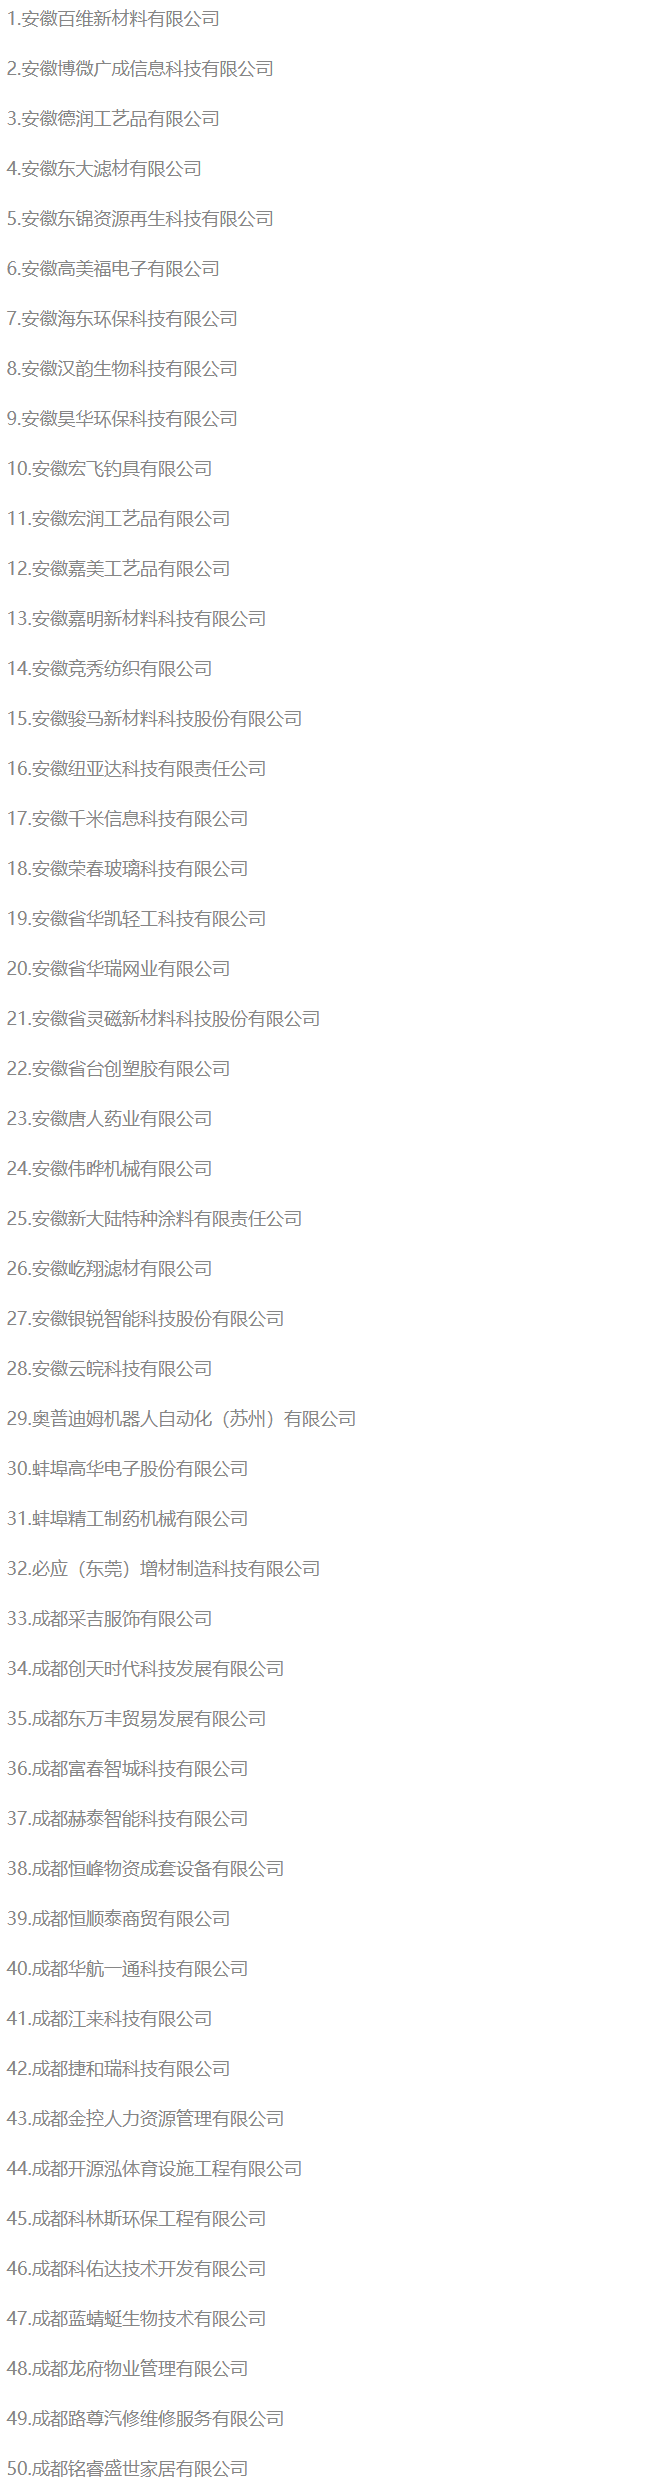 1.安徽百维新材料有限公司
2.安徽博微广成信息科技有限公司
3.安徽德润工艺品有限公司
4.安徽东大滤材有限公司
5.安徽东锦资源再生科技有限公司
6.安徽高美福电子有限公司
7.安徽海东环保科技有限公司
8.安徽汉韵生物科技有限公司
9.安徽昊华环保科技有限公司
10.安徽宏飞钓具有限公司
11.安徽宏润工艺品有限公司
12.安徽嘉美工艺品有限公司
13.安徽嘉明新材料科技有限公司
14.安徽竞秀纺织有限公司
15.安徽骏马新材料科技股份有限公司
16.安徽纽亚达科技有限责任公司
17.安徽千米信息科技有限公司
18.安徽荣春玻璃科技有限公司
19.安徽省华凯轻工科技有限公司
20.安徽省华瑞网业有限公司
21.安徽省灵磁新材料科技股份有限公司
22.安徽省台创塑胶有限公司
23.安徽唐人药业有限公司
24.安徽伟晔机械有限公司
25.安徽新大陆特种涂料有限责任公司
26.安徽屹翔滤材有限公司
27.安徽银锐智能科技股份有限公司
28.安徽云皖科技有限公司
29.奥普迪姆机器人自动化（苏州）有限公司
30.蚌埠高华电子股份有限公司
31.蚌埠精工制药机械有限公司
32.必应（东莞）增材制造科技有限公司
33.成都采吉服饰有限公司
34.成都创天时代科技发展有限公司
35.成都东万丰贸易发展有限公司
36.成都富春智城科技有限公司
37.成都赫泰智能科技有限公司
38.成都恒峰物资成套设备有限公司
39.成都恒顺泰商贸有限公司
40.成都华航一通科技有限公司
41.成都江来科技有限公司
42.成都捷和瑞科技有限公司
43.成都金控人力资源管理有限公司
44.成都开源泓体育设施工程有限公司
45.成都科林斯环保工程有限公司
46.成都科佑达技术开发有限公司
47.成都蓝蜻蜓生物技术有限公司
48.成都龙府物业管理有限公司
49.成都路尊汽修维修服务有限公司
50.成都铭睿盛世家居有限公司